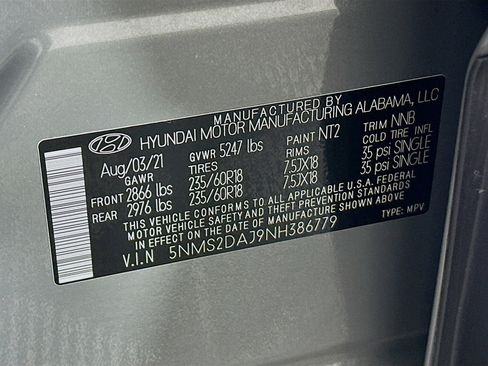 MANUFACTURED BY
HYUNDAI MOTOR MANUFACTURING ALABAMA, LLC
Aug/03/21 GVWR 5247 lbs PAINT NT2 TRIM NNB
GAWR TIRES RIMS COLD TIRE INFL
FRONT 2866 lbs 235/60R18 7.5JX18 35 psi SINGLE
REAR 2976 lbs 235/60R18 7.5JX18 35 psi SINGLE
THIS VEHICLE CONFORMS TO ALL APPLICABLE U.S. FEDERAL
MOTOR VEHICLE SAFETY AND THEFT PREVENTION STANDARDS
IN EFFECT ON THE DATE OF MANUFACTURE SHOWN ABOVE
V.I.N 5NMS2DAJ9NH386779 TYPE: MPV